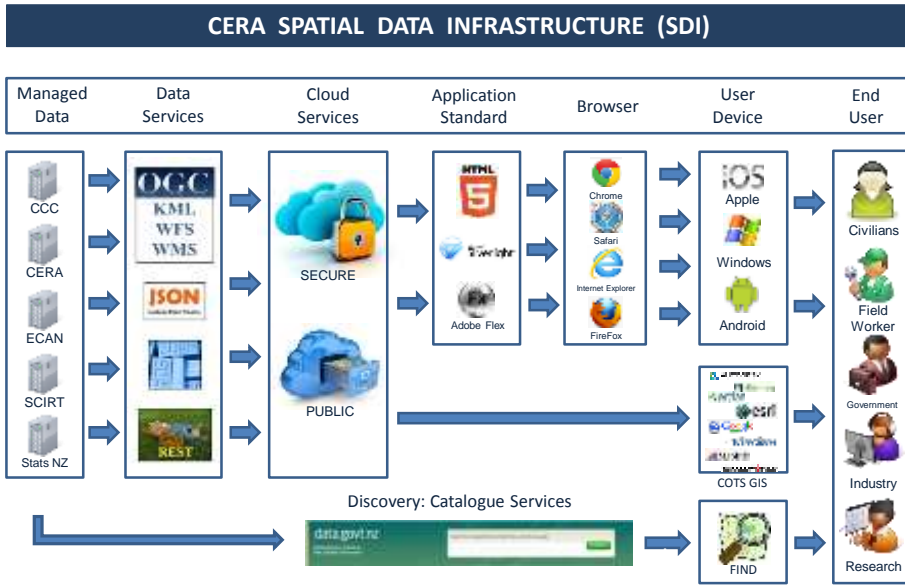 CERA SPATIAL DATA INFRASTRUCTURE (SDI)
Managed
Data
Data
Services
Cloud
Services
Application
Standard
Browser
User
Device
End
User
CCC
CERA
ECAN
SCIRT
Stats NZ
OGC
KML
WFS
WMS
JSON
REST
SECURE
PUBLIC
HTML
5
Silverlight
Fx
Adobe Flex
Chrome
Safari
Internet Explorer
FireFox
iOS
Apple
Windows
Android
esri
Google
COTS GIS
Civilians
Field
Worker
Government
Industry
Research
Discovery: Catalogue Services
data.govt.nz
FIND